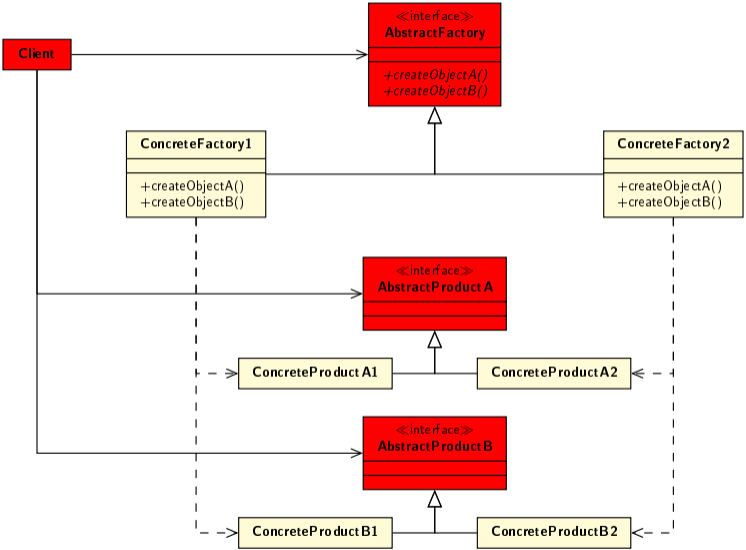 ≪interface≫
AbstractFactory
+createObjectA()
+createObjectB()
Client
ConcreteFactory1
+createObjectA()
+createObjectB()
ConcreteFactory2
+createObjectA()
+createObjectB()
≪interface≫
AbstractProductA
ConcreteProductA1
ConcreteProductA2
≪interface≫
AbstractProductB
ConcreteProductB1
ConcreteProductB2